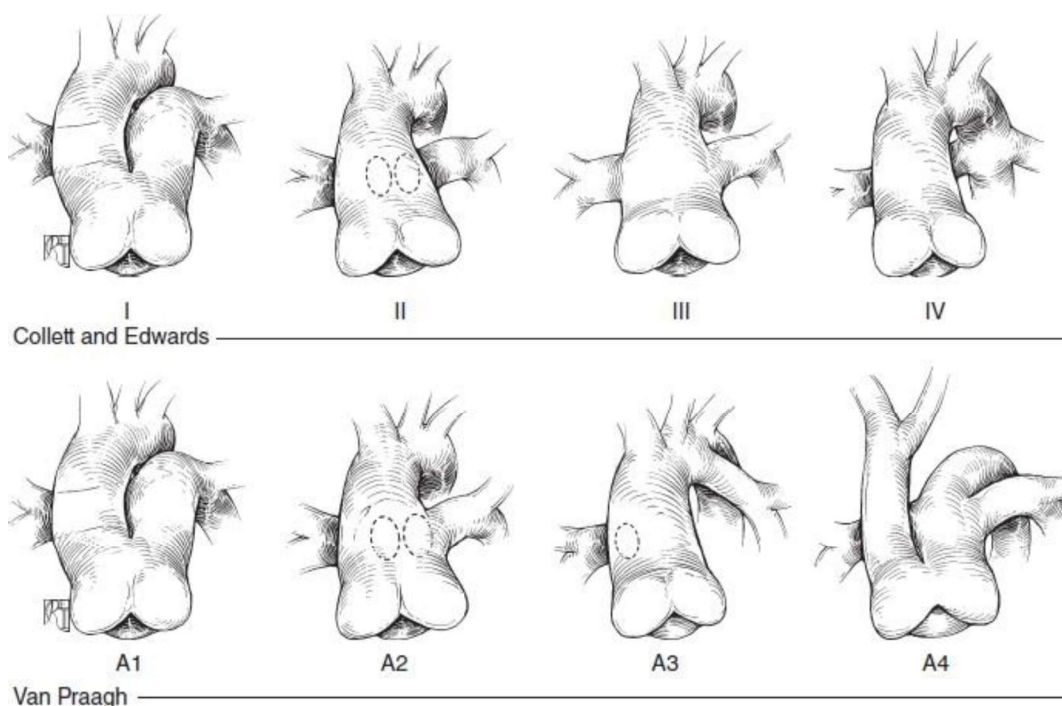 I II III IV
Collett and Edwards
A1 A2 A3 A4
Van Praagh